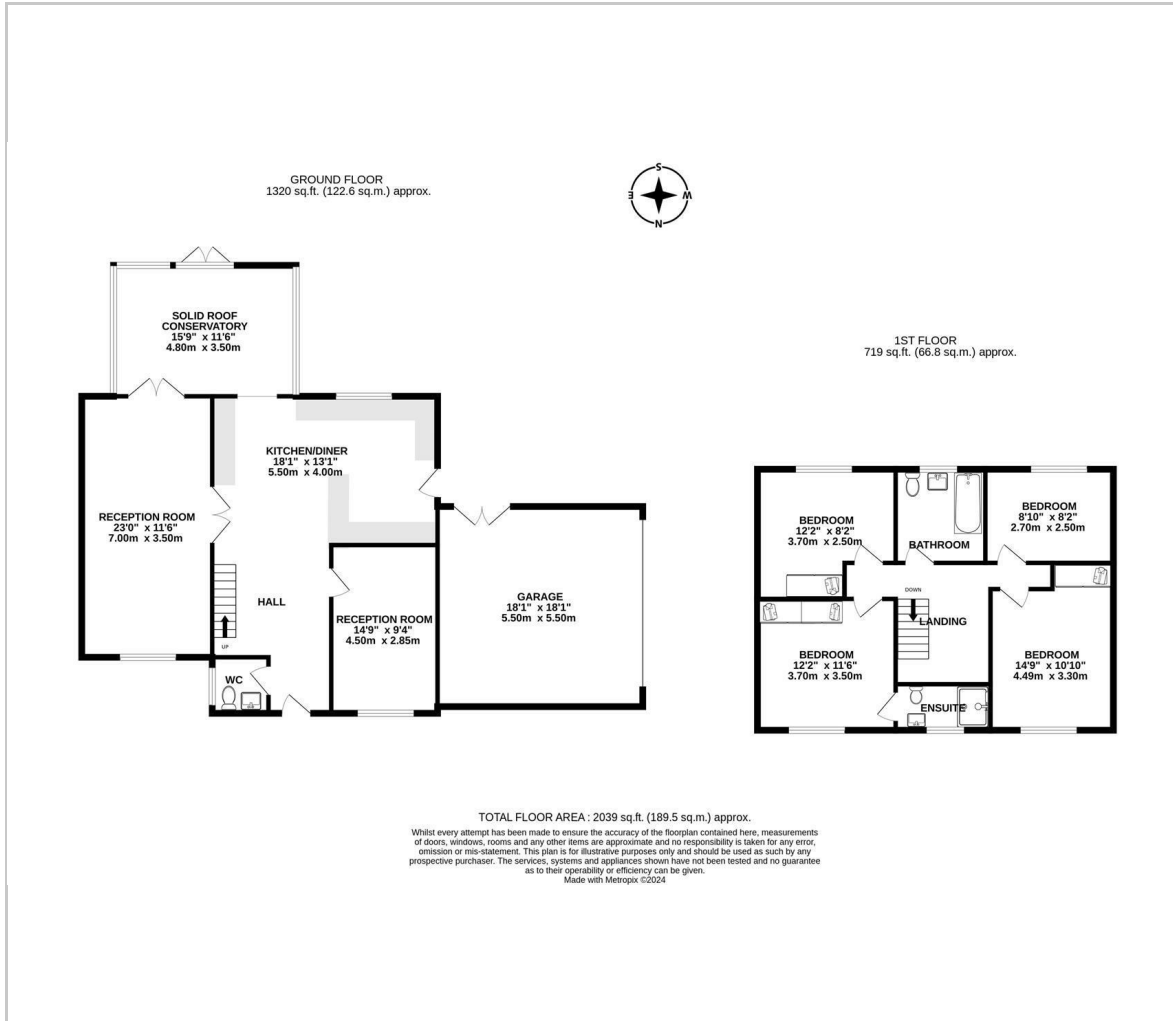 GROUND FLOOR
1320 sq.ft. (122.6 sq.m.) approx.
S
E
W
N
SOLID ROOF
CONSERVATORY
15'9" x 11'6"
4.80m x 3.50m
KITCHEN/DINER
18'1" x 13'1"
5.50m x 4.00m
RECEPTION ROOM
23'0" x 11'6"
7.00m x 3.50m
HALL
UP
WC
RECEPTION ROOM
14'9" x 9'4"
4.50m x 2.85m
GARAGE
18'1" x 18'1"
5.50m x 5.50m
1ST FLOOR
719 sq.ft. (66.8 sq.m.) approx.
BEDROOM
12'2" x 8'2"
3.70m x 2.50m
BATHROOM
BEDROOM
8'10" x 8'2"
2.70m x 2.50m
DOWN
LANDING
BEDROOM
12'2" x 11'6"
3.70m x 3.50m
ENSUITE
BEDROOM
14'9" x 10'10"
4.49m x 3.30m
TOTAL FLOOR AREA : 2039 sq.ft. (189.5 sq.m.) approx.
Whilst every attempt has been made to ensure the accuracy of the floorplan contained here, measurements
of doors, windows, rooms and any other items are approximate and no responsibility is taken for any error,
omission or mis-statement. This plan is for illustrative purposes only and should be used as such by any
prospective purchaser. The services, systems and appliances shown have not been tested and no guarantee
as to their operability or efficiency can be given.
Made with Metropix ©2024